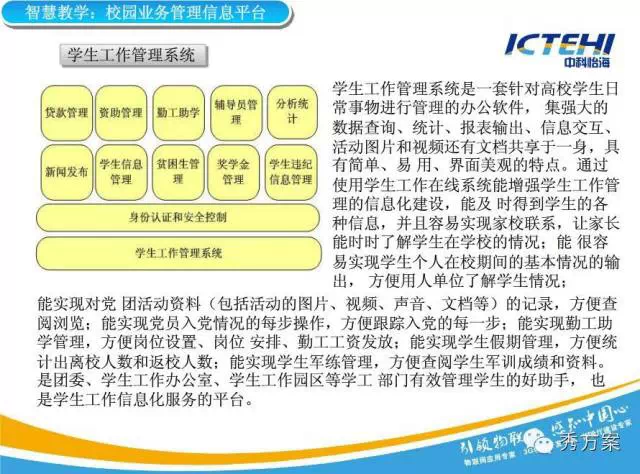 智慧教学：校园业务管理信息平台
ICTEHI
中科怡海
学生工作管理系统
贷款管理
资助管理
勤工助学
辅导员管
理
分析统
计
新闻发布
学生信息
管理
贫困生管
理
奖学金
管理
学生违纪
信息管理
身份认证和安全控制
学生工作管理系统
学生工作管理系统是一套针对高校学生日
常事物进行管理的办公软件， 集强大的
数据查询、统计、报表输出、信息交互、
活动图片和视频还有文档共享于一身，具
有简单、易 用、界面美观的特点。通过
使用学生工作在线系统能增强学生工作管
理的信息化建设，能及 时得到学生的各
种信息，并且容易实现家校联系，让家长
能时时了解学生在学校的情况；能 很容
易实现学生个人在校期间的基本情况的输
出， 方便用人单位了解学生情况；
能实现对党 团活动资料（包括活动的图片、视频、声音、文档等）的记录，方便查
阅浏览；能实现党员入党情况的每步操作，方便跟踪入党的每一步；能实现勤工助
学管理，方便岗位设置、岗位 安排、勤工工资发放；能实现学生假期管理，方便统
计出离校人数和返校人数；能实现学生军练管理，方便查阅学生军训成绩和资料。
是团委、学生工作办公室、学生工作园区等学工 部门有效管理学生的好助手， 也
是学生工作信息化服务的平台。
引领物联 感知中国心
物联网应用专家
秀方案